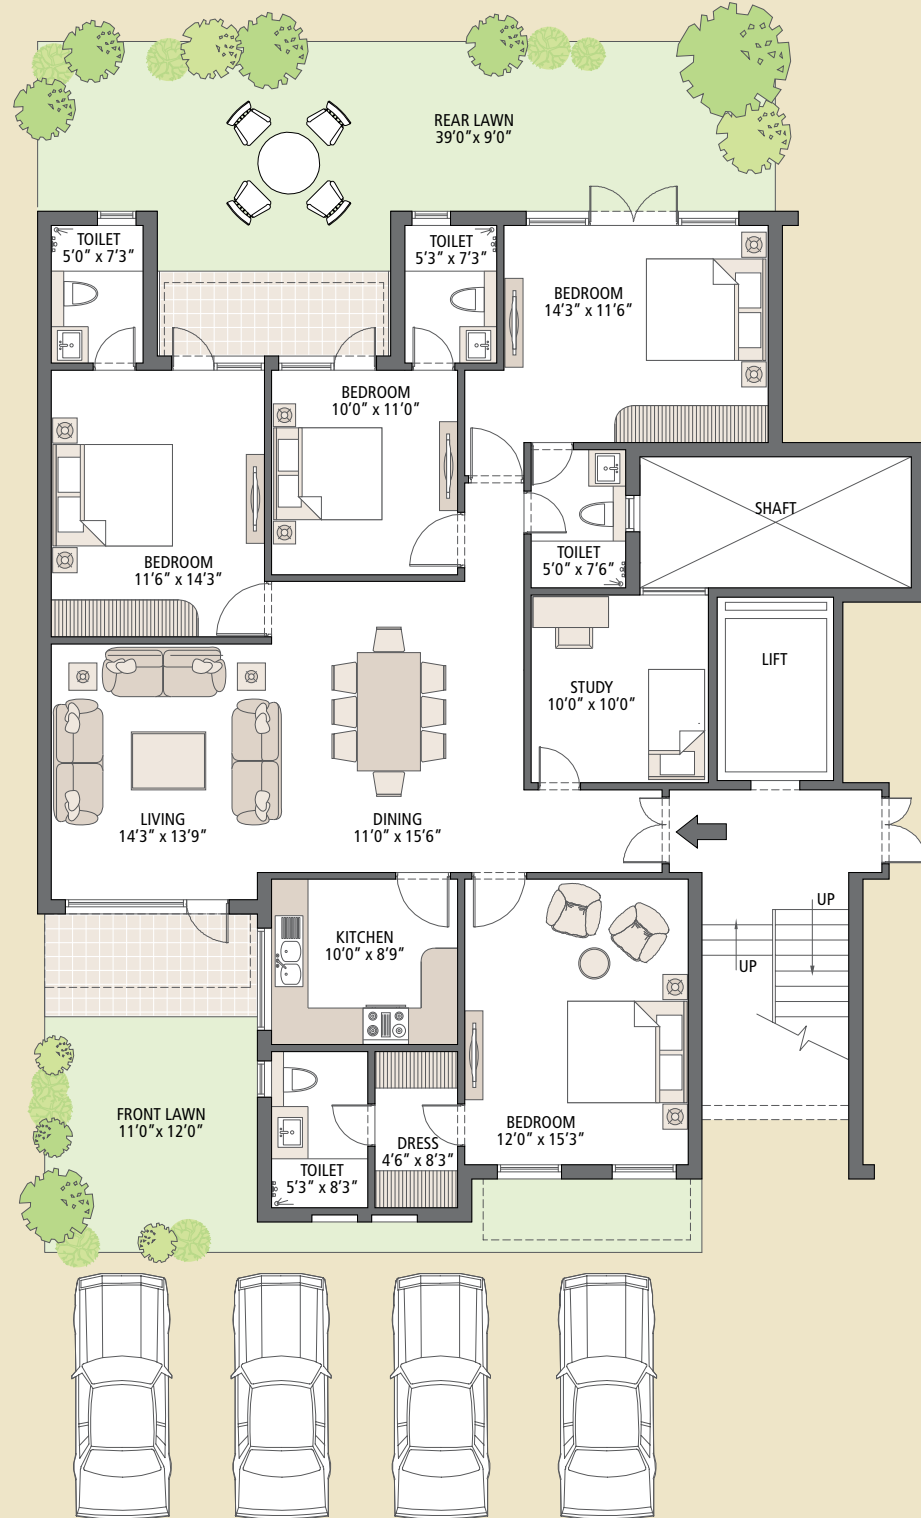 REAR LAWN
39'0"x 9'0"
TOILET
5'0" x 7'3"
TOILET
5'3" x 7'3"
BEDROOM
14'3" x 11'6"
BEDROOM
10'0" x 11'0"
BEDROOM
11'6" x 14'3"
SHAFT
TOILET
5'0" x 7'6"
STUDY
10'0" x 10'0"
LIFT
LIVING
14'3" x 13'9"
DINING
11'0" x 15'6"
KITCHEN
10'0" x 8'9"
UP
UP
FRONT LAWN
11'0"x 12'0"
BEDROOM
12'0" x 15'3"
DRESS
4'6" x 8'3"
TOILET
5'3" x 8'3"